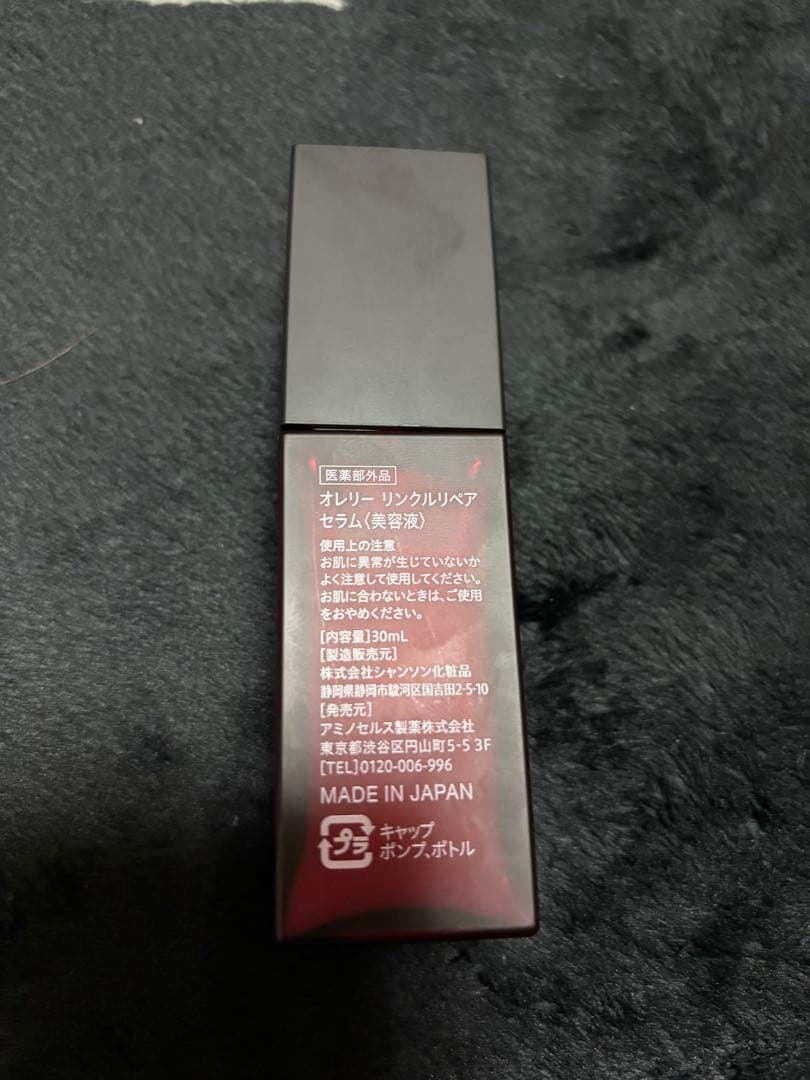 医薬部外品
オレリー リンクルリペア
セラム〈美容液〉
使用上の注意
お肌に異常が生じていないか
よく注意して使用してください。
お肌に合わないときは、ご使用
をおやめください。
[内容量]30mL
[製造販売元]
株式会社シャンソン化粧品
静岡県静岡市駿河区国吉田2-5-10
[発売元]
アミノセルス製薬株式会社
東京都渋谷区円山町5-5 3F
[TEL]0120-006-996
MADE IN JAPAN
プラ
キャップ
ポンプ、ボトル